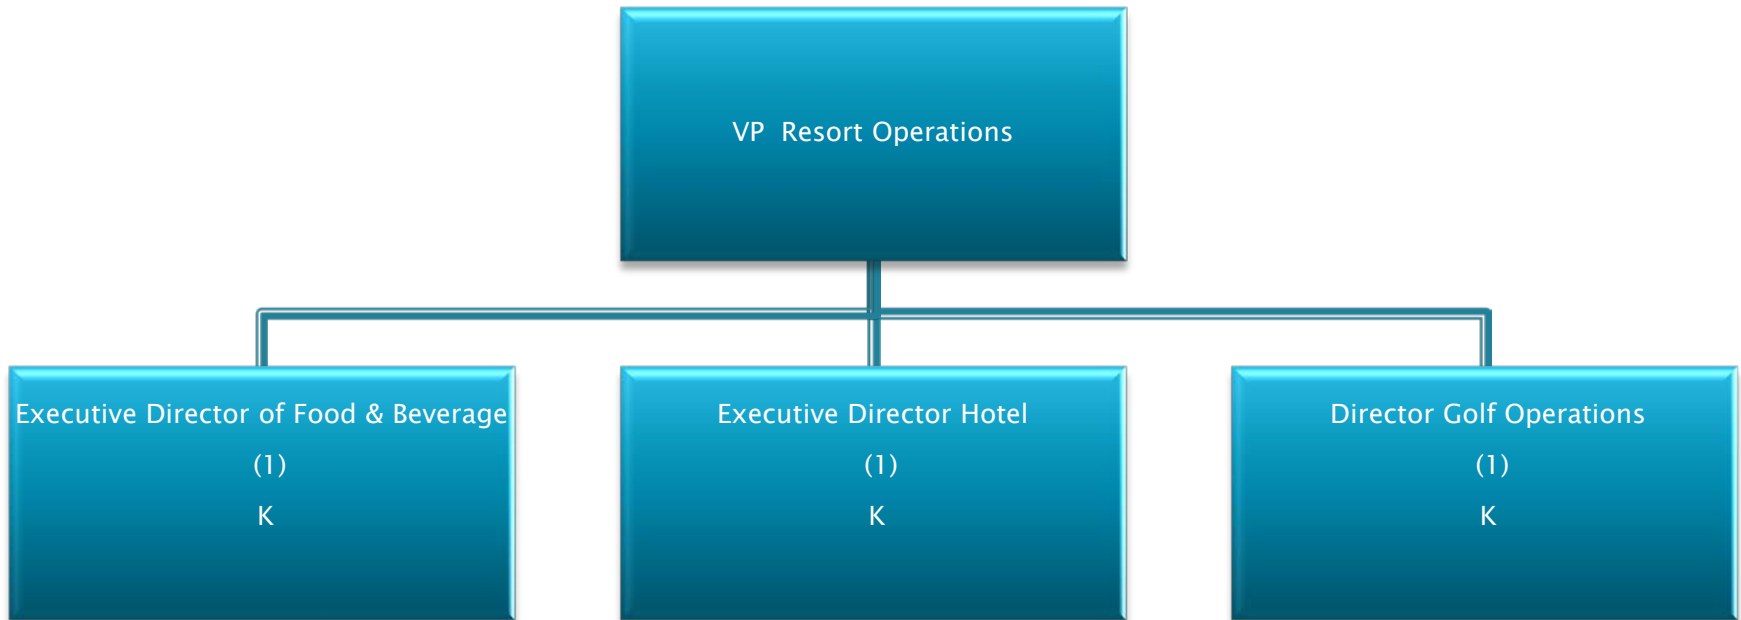 VP  Resort Operations
Executive Director of Food & Beverage
(1)
K
Executive Director Hotel
(1)
K
Director Golf Operations
(1)
K